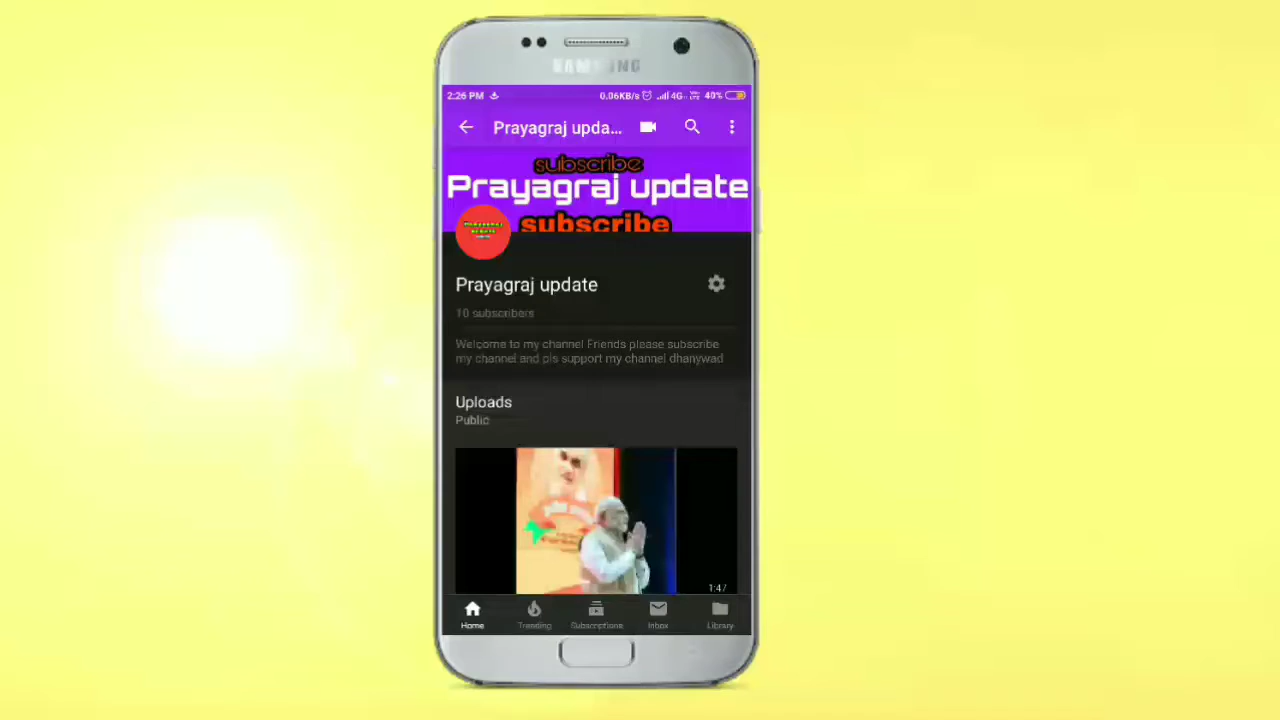 SAMSUNG
2:26 PM 0.06KB/s 4G 40%
Prayagraj upda...
subscribe
Prayagraj update
subscribe
Prayagraj update
10 subscribers
Welcome to my channel Friends please subscribe
my channel and pls support my channel dhanywad
Uploads
Public
1:47
Home Trending Subscriptions Inbox Library